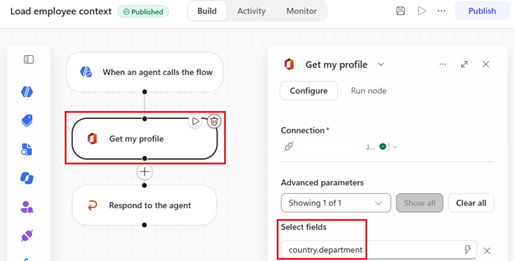 Load employee context
Published
Build
Activity
Monitor
Publish
When an agent calls the flow
Get my profile
Respond to the agent
Get my profile
Configure
Run node
Connection*
J...
Advanced parameters
Showing 1 of 1
Show all
Clear all
Select fields
country,department